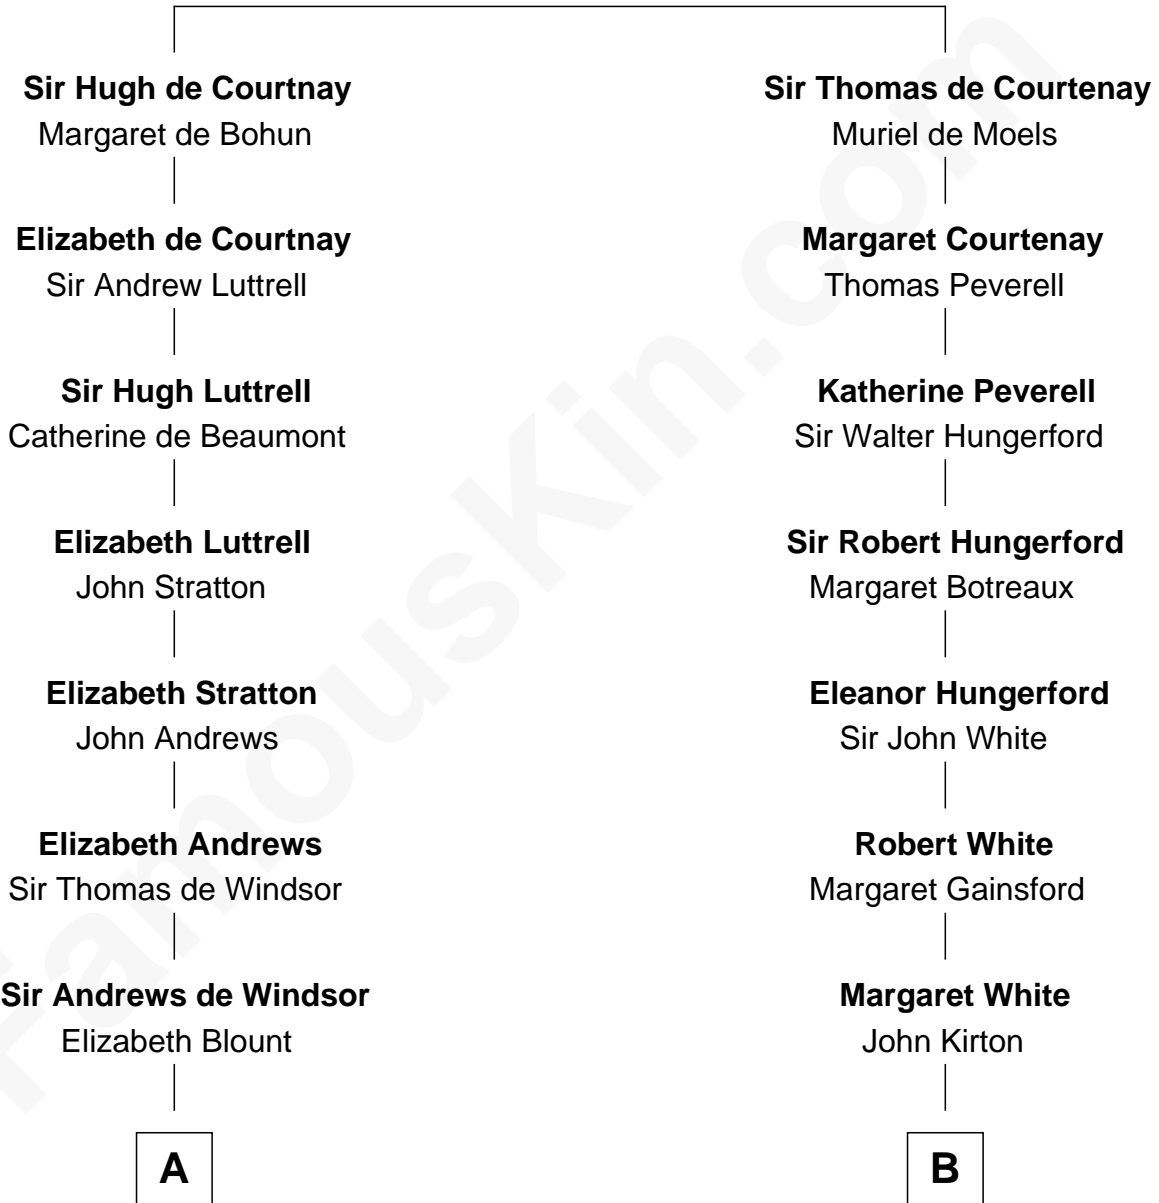 Sir Hugh de Courtnay
Margaret de Bohun
Elizabeth de Courtnay
Sir Andrew Luttrell
Sir Hugh Luttrell
Catherine de Beaumont
Elizabeth Luttrell
John Stratton
Elizabeth Stratton
John Andrews
Elizabeth Andrews
Sir Thomas de Windsor
Sir Andrews de Windsor
Elizabeth Blount
A
Sir Thomas de Courtenay
Muriel de Moels
Margaret Courtenay
Thomas Peverell
Katherine Peverell
Sir Walter Hungerford
Sir Robert Hungerford
Margaret Botreaux
Eleanor Hungerford
Sir John White
Robert White
Margaret Gainsford
Margaret White
John Kirton
B
FamousKin.com